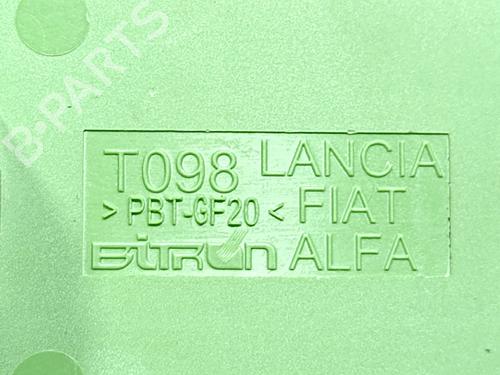 B-PARTS
T098 LANCIA
> PBT-GF20 < FIAT
BITRON ALFA